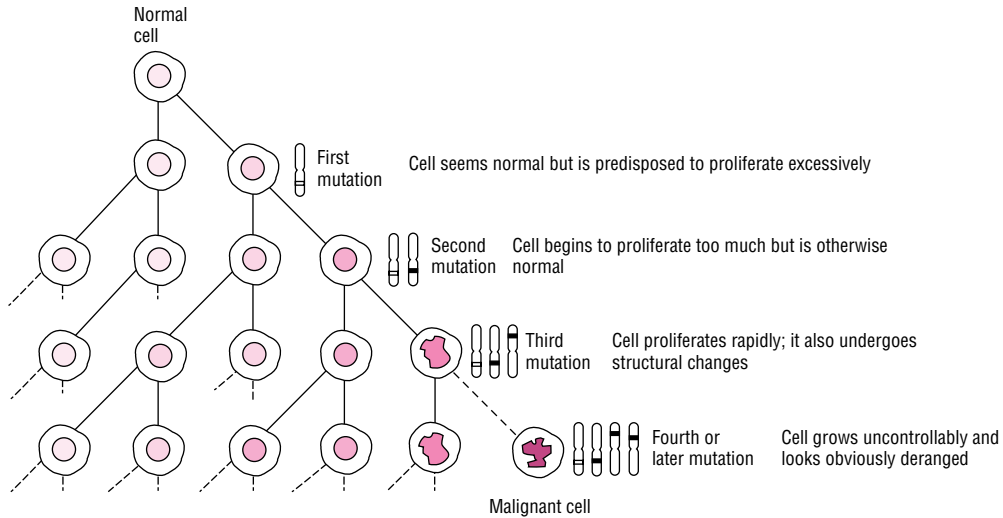 Normal
cell
First
mutation
Cell seems normal but is predisposed to proliferate excessively
Second
mutation
Cell begins to proliferate too much but is otherwise
normal
Third
mutation
Cell proliferates rapidly; it also undergoes
structural changes
Fourth or
later mutation
Cell grows uncontrollably and
looks obviously deranged
Malignant cell